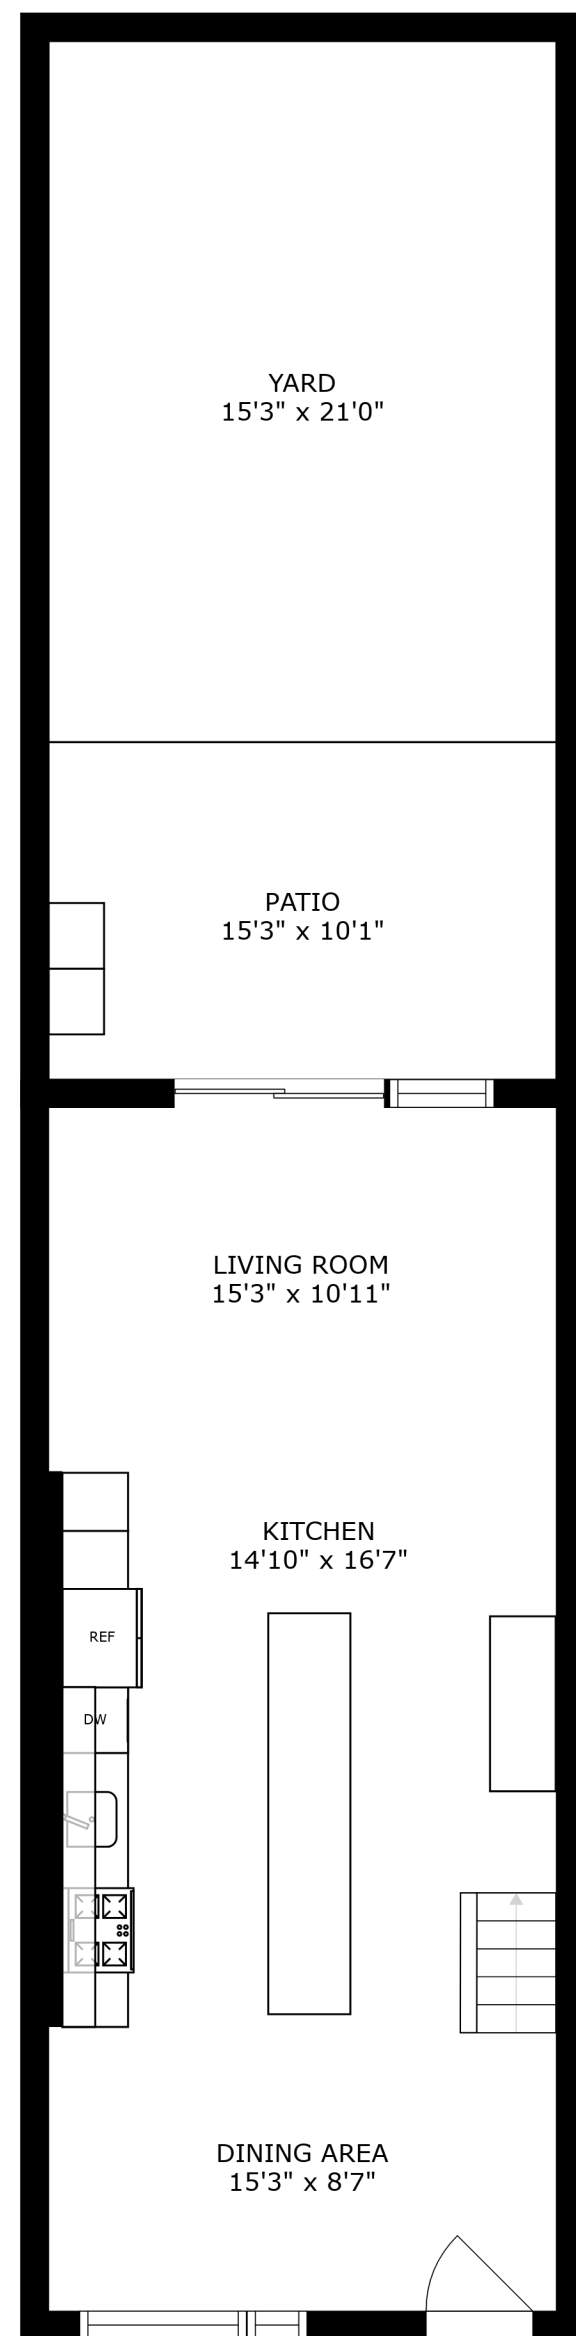 YARD
15'3" x 21'0"
PATIO
15'3" x 10'1"
LIVING ROOM
15'3" x 10'11"
KITCHEN
14'10" x 16'7"
REF
DW
DINING AREA
15'3" x 8'7"